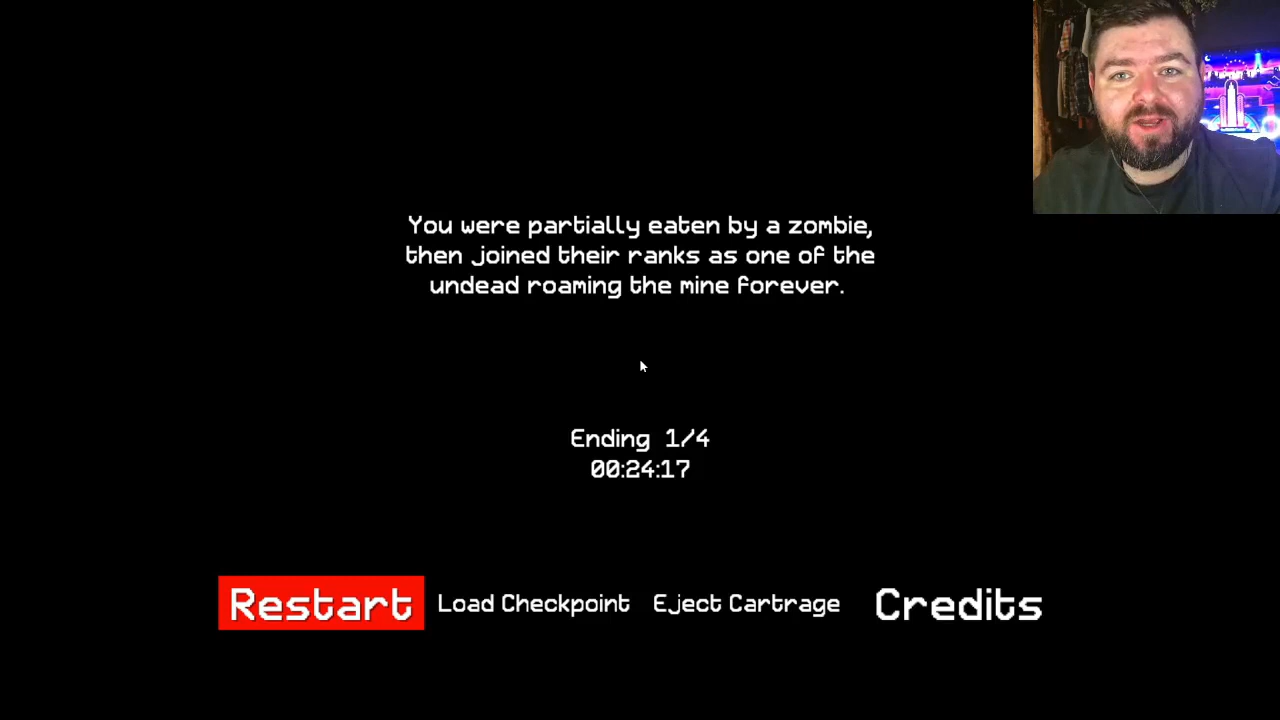 You were partially eaten by a zombie,
then joined their ranks as one of the
undead roaming the mine forever.
Ending 1/4
00:24:17
Restart Load Checkpoint Eject Cartrage Credits